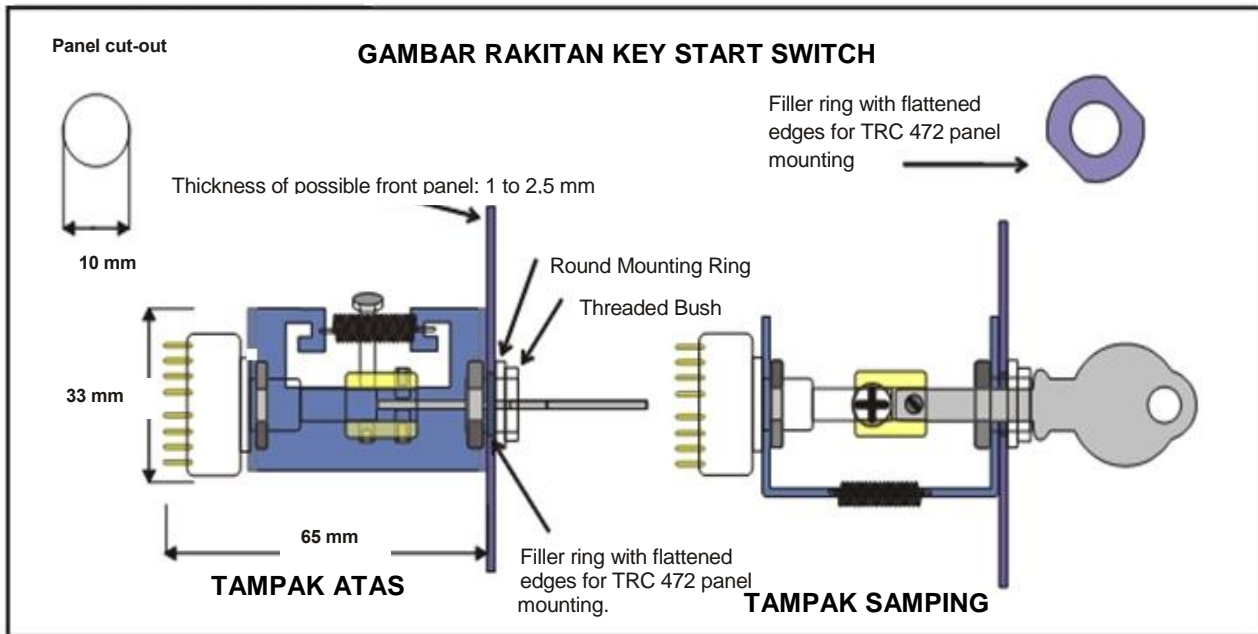 Panel cut-out
GAMBAR RAKITAN KEY START SWITCH
Filler ring with flattened
edges for TRC 472 panel
mounting
Thickness of possible front panel: 1 to 2,5 mm
10 mm
Round Mounting Ring
Threaded Bush
33 mm
65 mm
Filler ring with flattened
edges for TRC 472 panel
mounting.
TAMPAK ATAS
TAMPAK SAMPING